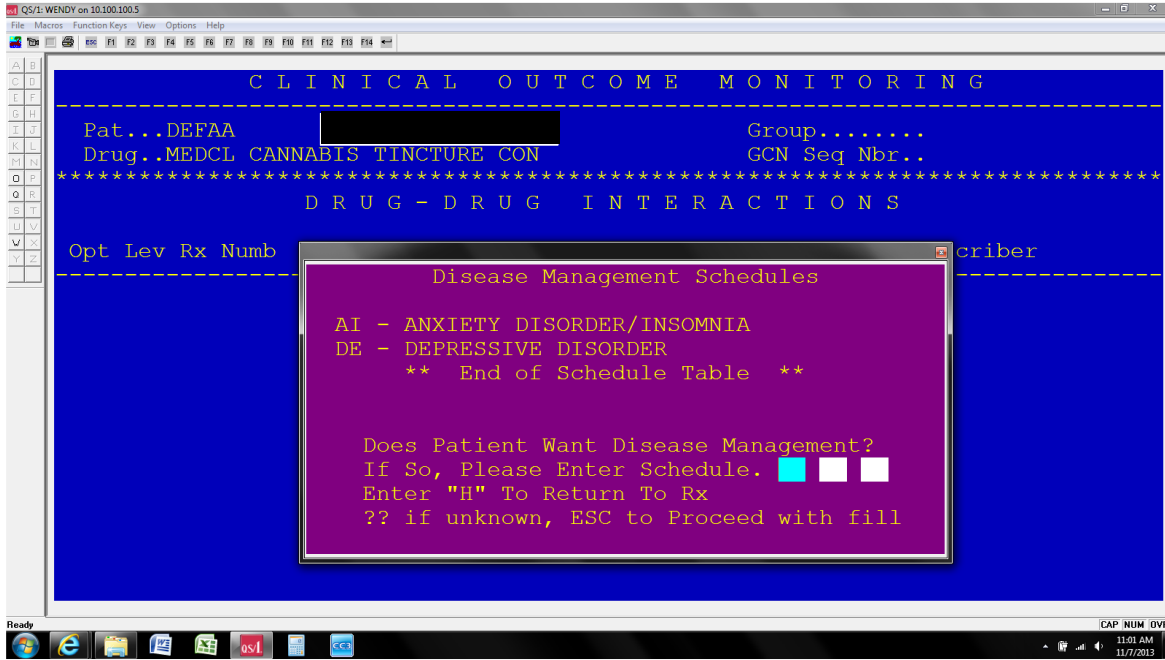 QS/1: WENDY on 10.100.100.5
File Macros Function Keys View Options Help
ESC F1 F2 F3 F4 F5 F6 F7 F8 F9 F10 F11 F12 F13 F14
A B
C D
E F
G H
I J
K L
M N
O P
Q R
S T
U V
W X
Y Z
C L I N I C A L O U T C O M E M O N I T O R I N G
Pat...DEFAA Group........
Drug..MEDCL CANNABIS TINCTURE CON GCN Seq Nbr..
********************************************************************************
D R U G - D R U G I N T E R A C T I O N S
Opt Lev Rx Numb criber
Disease Management Schedules
AI - ANXIETY DISORDER/INSOMNIA
DE - DEPRESSIVE DISORDER
** End of Schedule Table **
Does Patient Want Disease Management?
If So, Please Enter Schedule.
Enter "H" To Return To Rx
?? if unknown, ESC to Proceed with fill
Ready CAP NUM OVR
qs/1 CC3
11:01 AM
11/7/2013